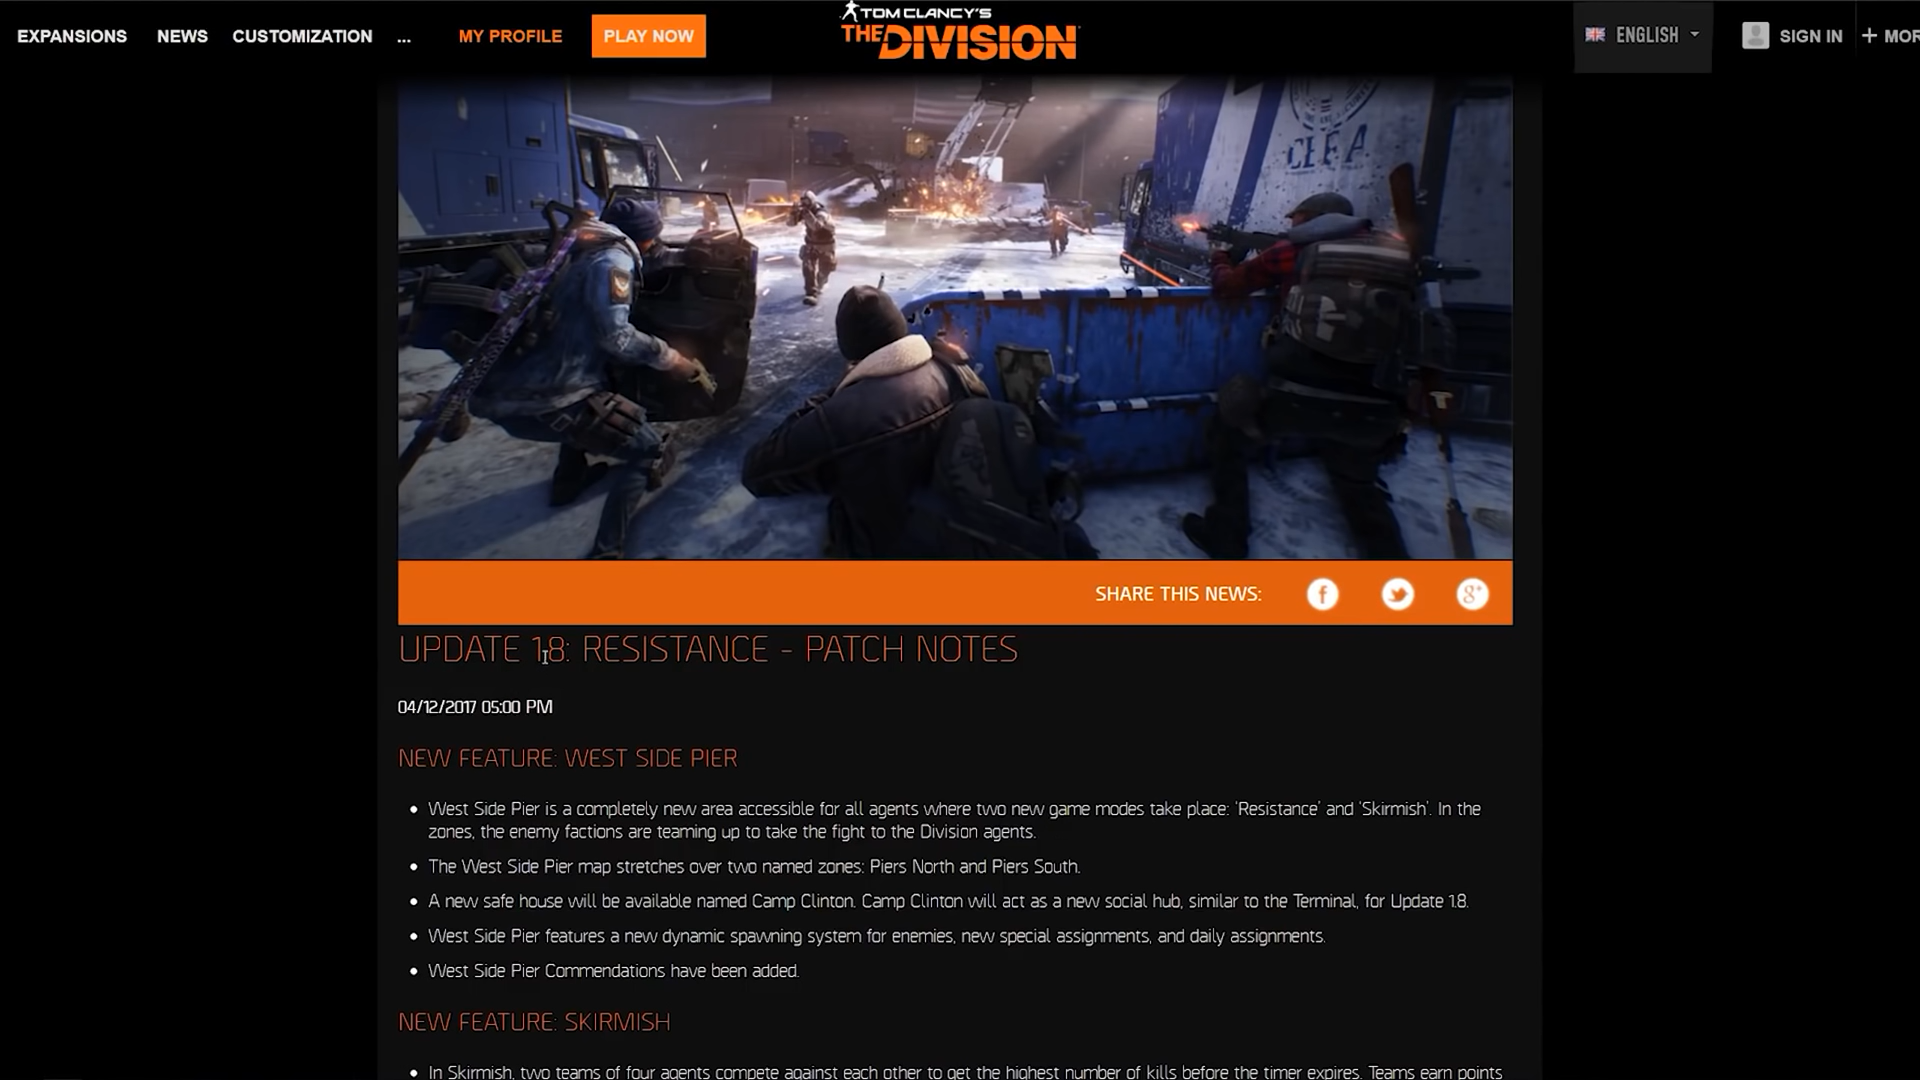 EXPANSIONS NEWS CUSTOMIZATION ... MY PROFILE PLAY NOW
TOM CLANCY'S
THE DIVISION
ENGLISH SIGN IN + MOR
SHARE THIS NEWS:
UPDATE 1.8: RESISTANCE - PATCH NOTES
04/12/2017 05:00 PM
NEW FEATURE: WEST SIDE PIER
• West Side Pier is a completely new area accessible for all agents where two new game modes take place: 'Resistance' and 'Skirmish'. In the
zones, the enemy factions are teaming up to take the fight to the Division agents.
• The West Side Pier map stretches over two named zones: Piers North and Piers South.
• A new safe house will be available named Camp Clinton. Camp Clinton will act as a new social hub, similar to the Terminal, for Update 1.8.
• West Side Pier features a new dynamic spawning system for enemies, new special assignments, and daily assignments.
• West Side Pier Commendations have been added.
NEW FEATURE: SKIRMISH
• In Skirmish, two teams of four agents compete against each other to get the highest number of kills before the timer expires. Teams earn points